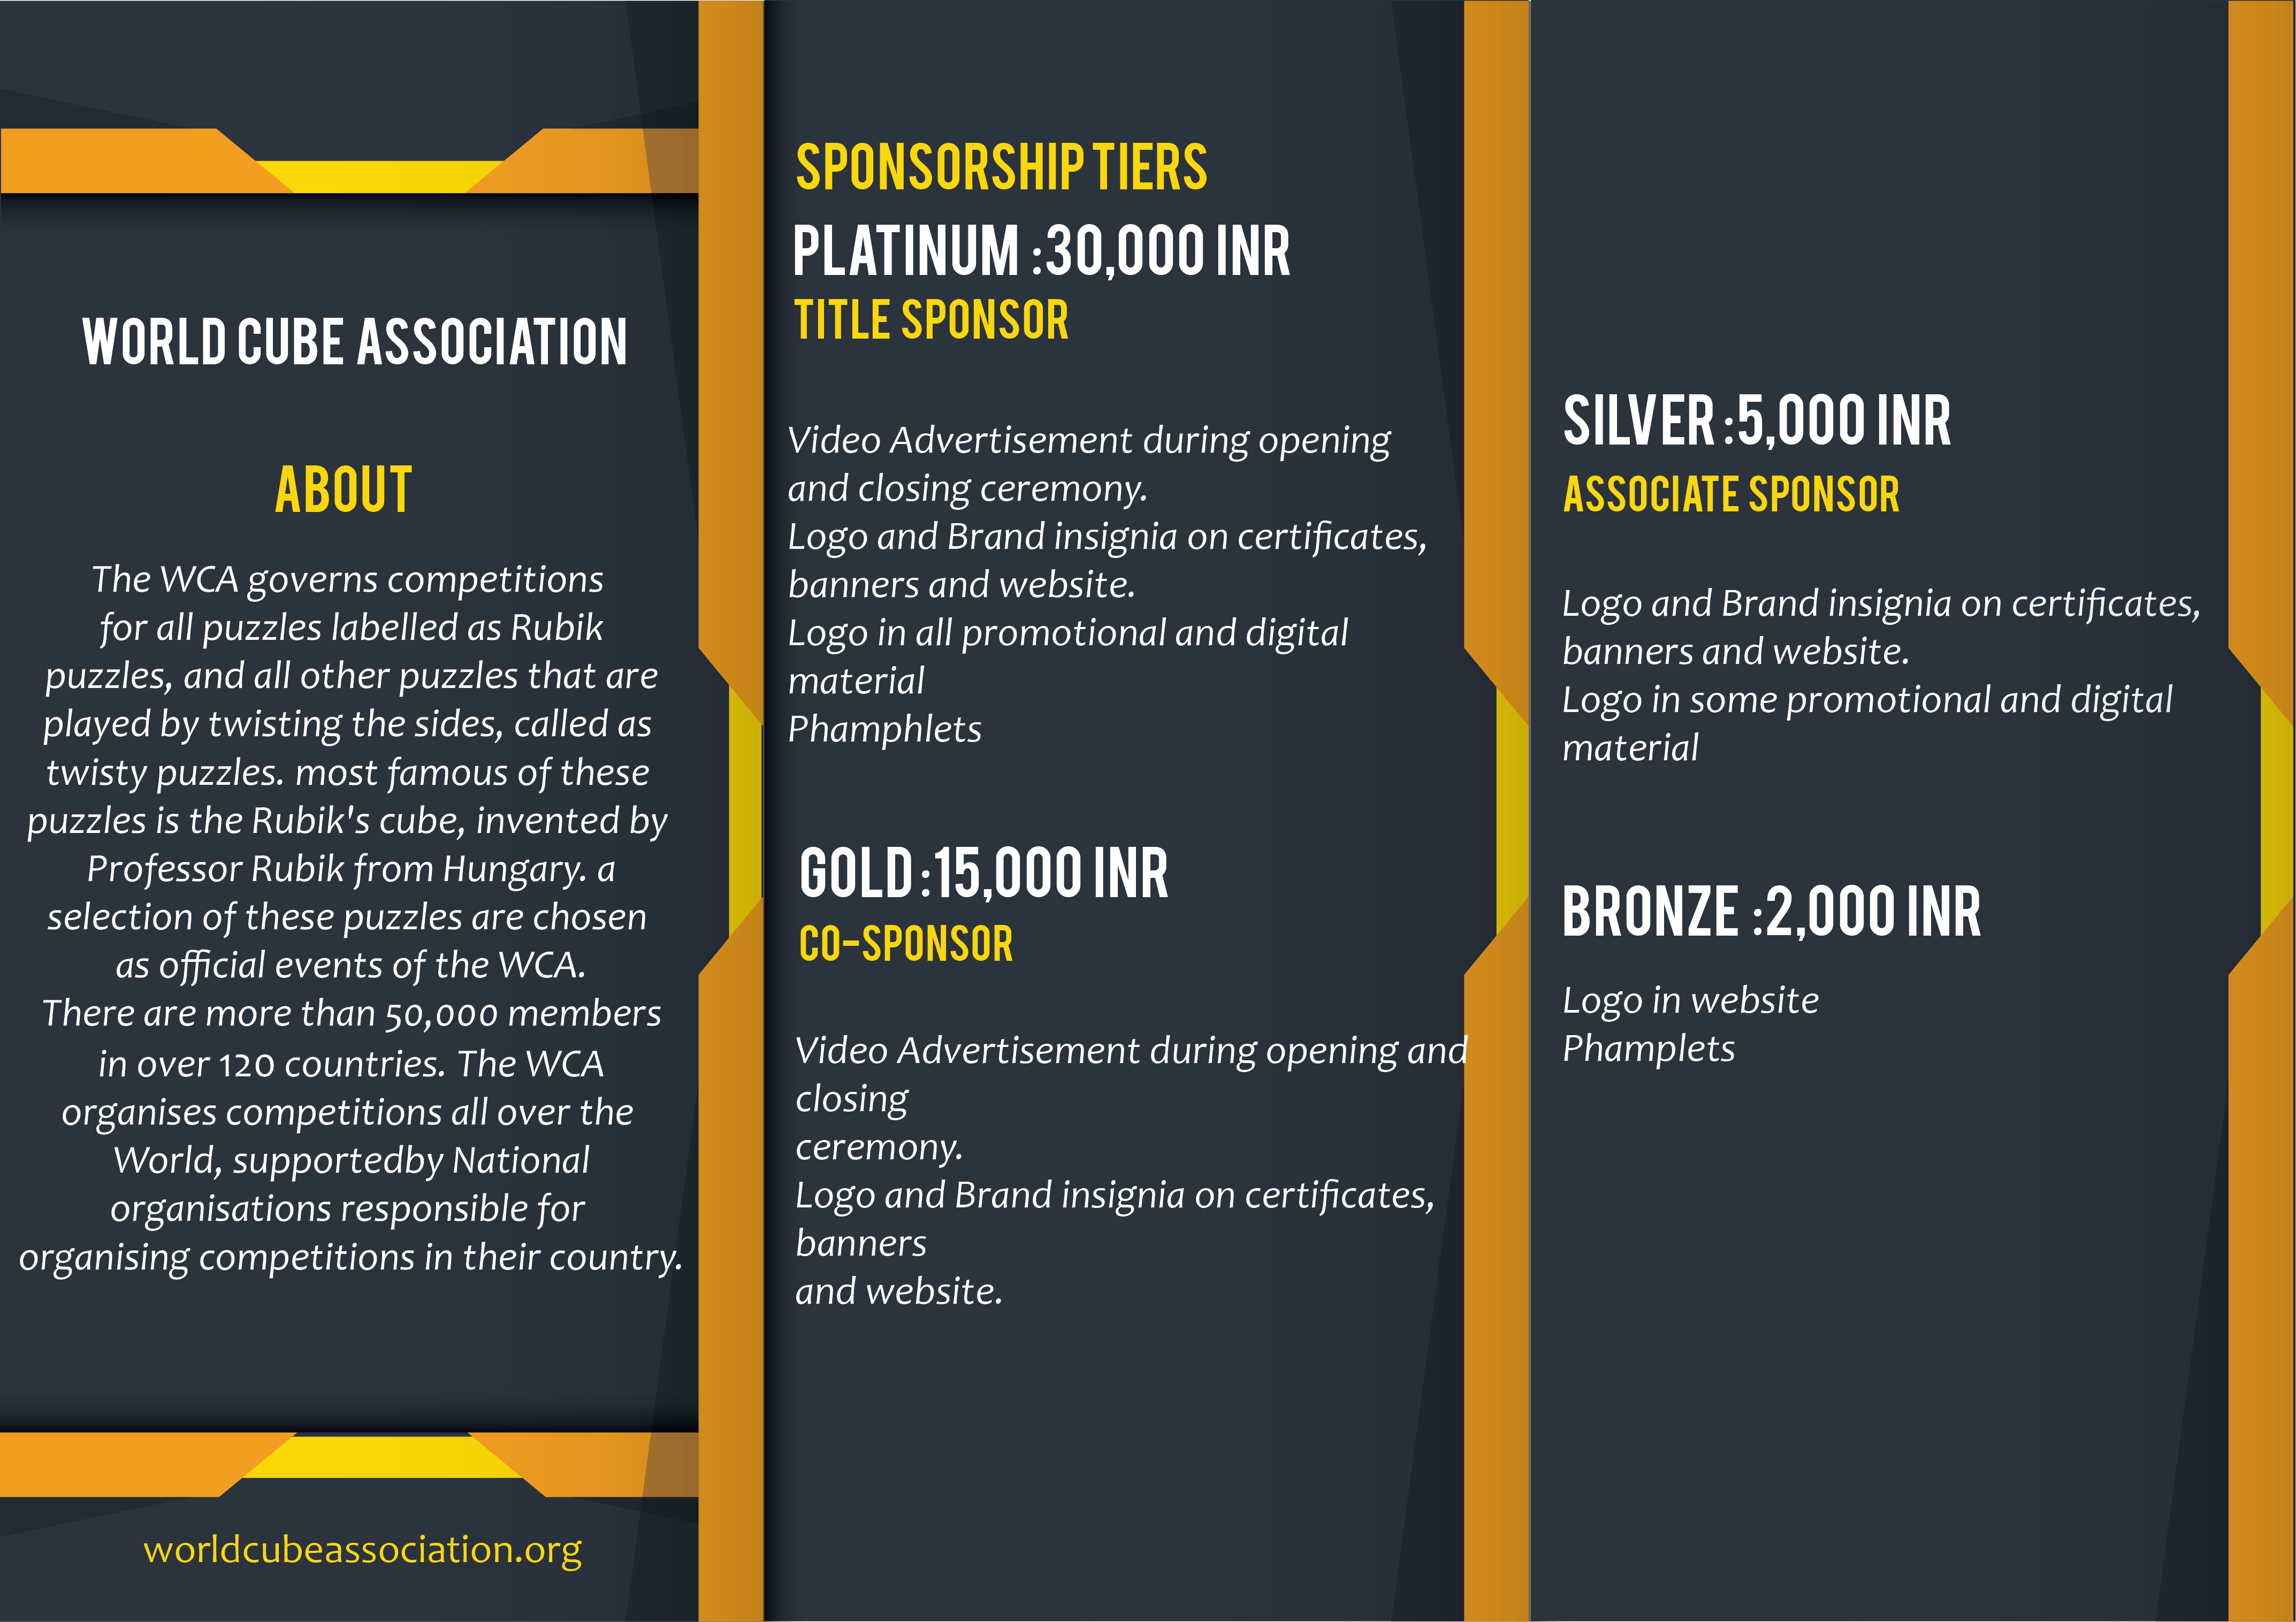 WORLD CUBE ASSOCIATION
ABOUT
The WCA governs competitions
for all puzzles labelled as Rubik
puzzles, and all other puzzles that are
played by twisting the sides, called as
twisty puzzles. most famous of these
puzzles is the Rubik's cube, invented by
Professor Rubik from Hungary. a
selection of these puzzles are chosen
as official events of the WCA.
There are more than 50,000 members
in over 120 countries. The WCA
organises competitions all over the
World, supportedby National
organisations responsible for
organising competitions in their country.
worldcubeassociation.org
SPONSORSHIP TIERS
PLATINUM :30,000 INR
TITLE SPONSOR
Video Advertisement during opening
and closing ceremony.
Logo and Brand insignia on certificates,
banners and website.
Logo in all promotional and digital
material
Phamphlets
GOLD :15,000 INR
CO-SPONSOR
Video Advertisement during opening and
closing
ceremony.
Logo and Brand insignia on certificates,
banners
and website.
SILVER :5,000 INR
ASSOCIATE SPONSOR
Logo and Brand insignia on certificates,
banners and website.
Logo in some promotional and digital
material
BRONZE :2,000 INR
Logo in website
Phamplets